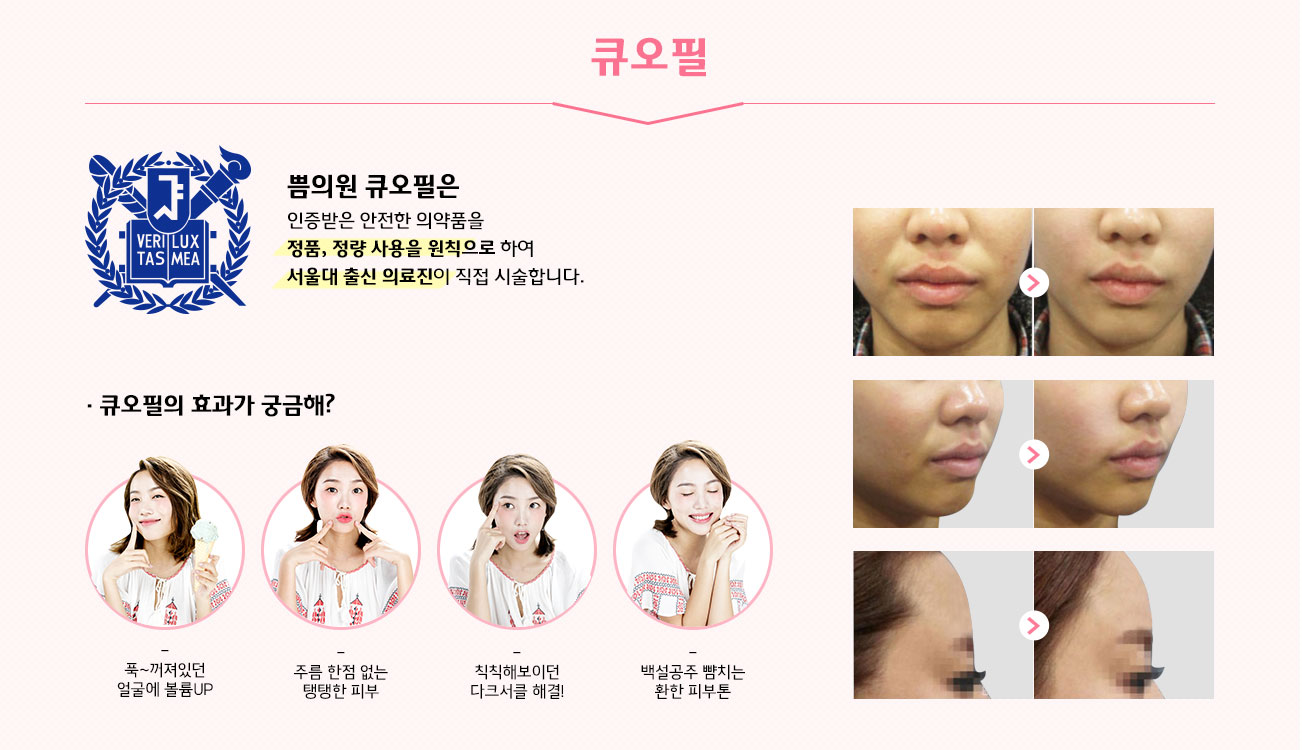 큐오필
VERI LUX
TAS MEA
쁨의원 큐오필은
인증받은 안전한 의약품을
정품, 정량 사용을 원칙으로 하여
서울대 출신 의료진이 직접 시술합니다.
· 큐오필의 효과가 궁금해?
푹~꺼져있던
얼굴에 볼륨UP
주름 한점 없는
탱탱한 피부
칙칙해보이던
다크서클 해결!
백설공주 뺨치는
환한 피부톤